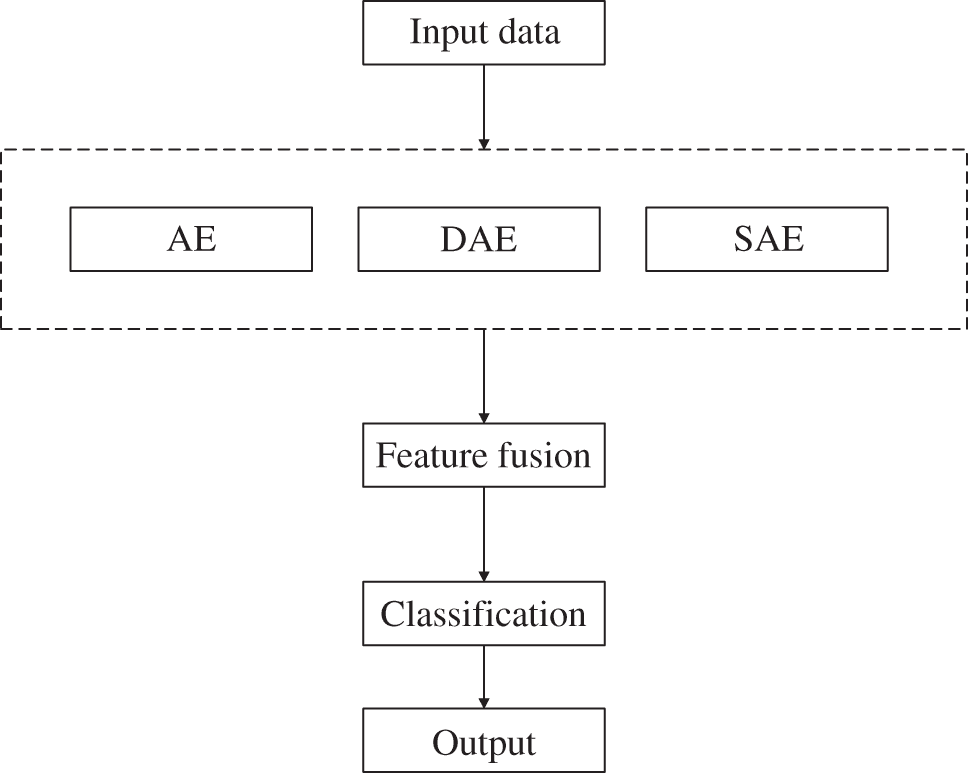 Input data
AE
DAE
SAE
Feature fusion
Classification
Output